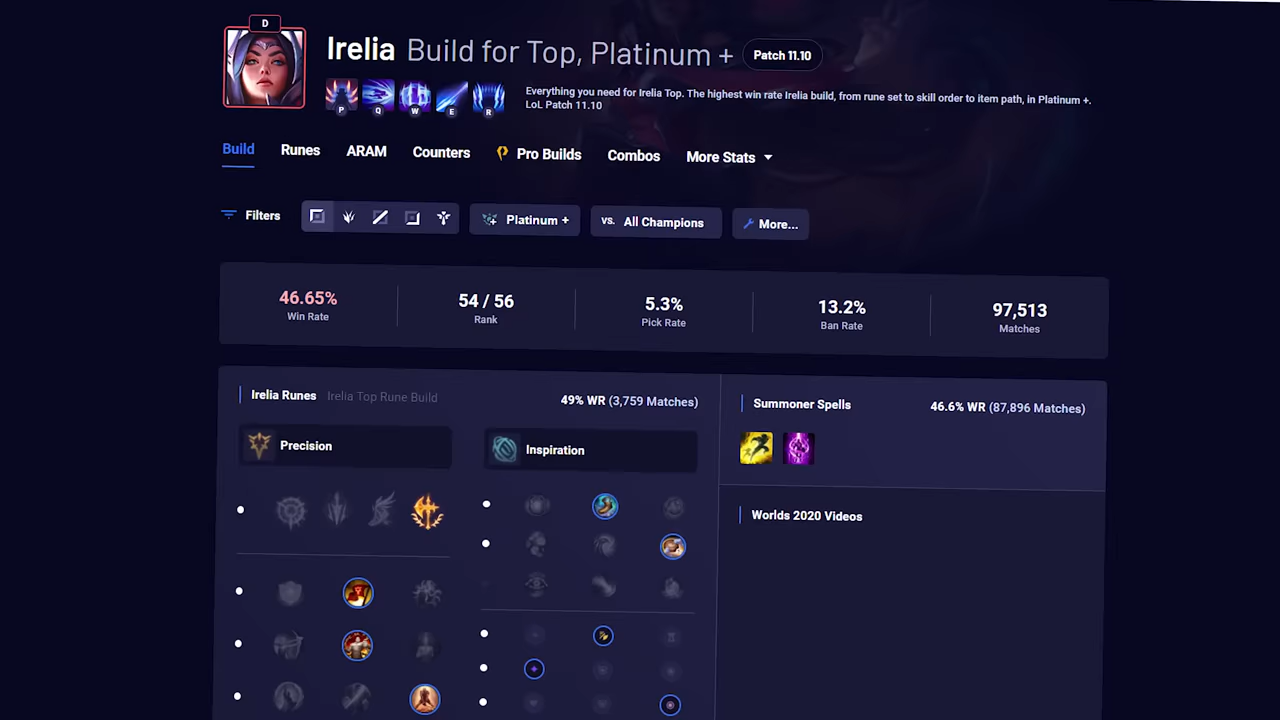 D
Irelia Build for Top, Platinum +
Patch 11.10
P
Q
W
E
R
Everything you need for Irelia Top. The highest win rate Irelia build, from rune set to skill order to item path, in Platinum +.
LoL Patch 11.10
Build
Runes
ARAM
Counters
Pro Builds
Combos
More Stats
Filters
Platinum +
VS. All Champions
More...
46.65%
Win Rate
54 / 56
Rank
5.3%
Pick Rate
13.2%
Ban Rate
97,513
Matches
Irelia Runes
Irelia Top Rune Build
49% WR (3,759 Matches)
Precision
Inspiration
Summoner Spells
46.6% WR (87,896 Matches)
Worlds 2020 Videos